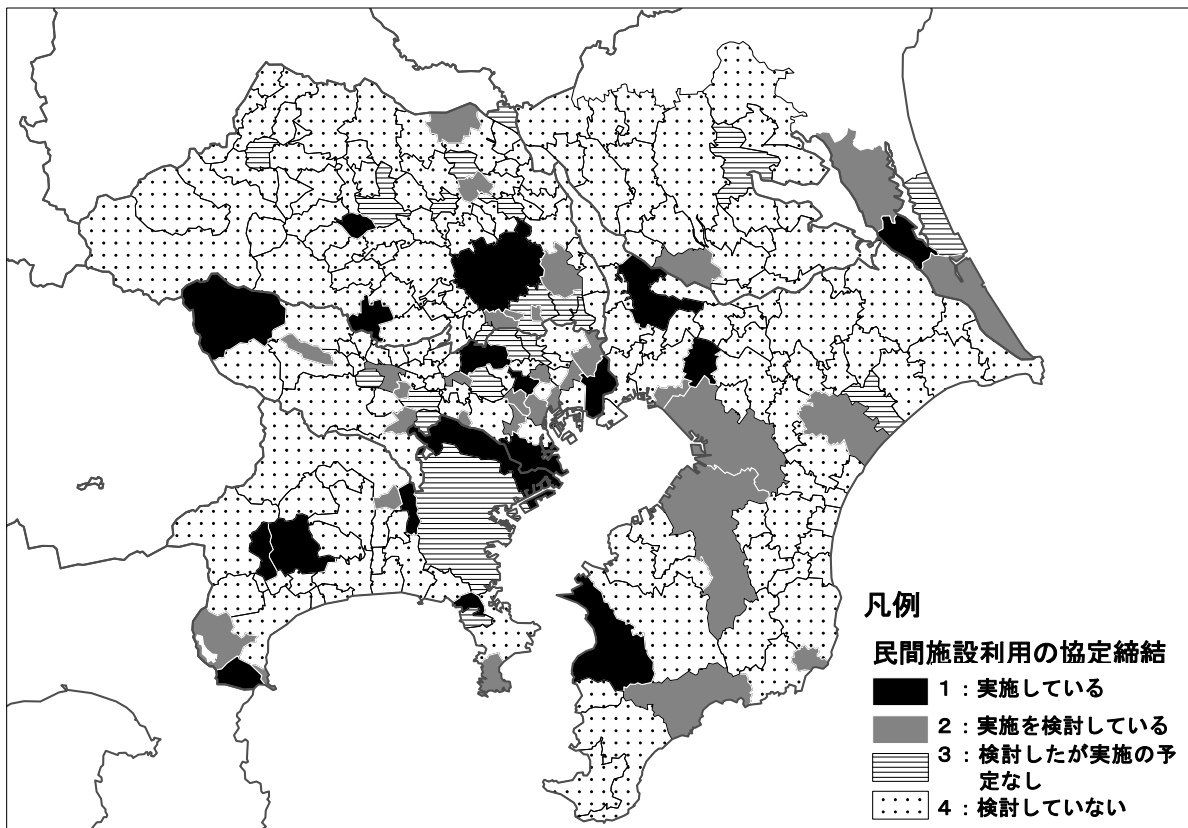 凡例
民間施設利用の協定締結
1：実施している
2：実施を検討している
3：検討したが実施の予
定なし
4：検討していない